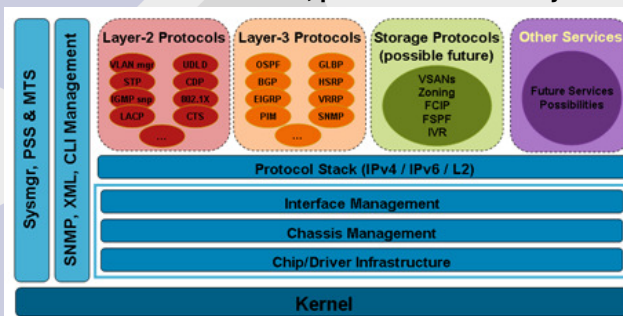 Sysmgr, PSS & MTS
SNMP, XML, CLI Management
Layer-2 Protocols
VLAN mgr
UDLD
STP
CDP
IGMP snp
802.1X
LACP
CTS
...
Layer-3 Protocols
OSPF
GLBP
BGP
HSRP
EIGRP
VRRP
PIM
SNMP
...
Storage Protocols
(possible future)
VSANs
Zoning
FCIP
FSPF
IVR
Other Services
Future Services
Possibilities
Protocol Stack (IPv4 / IPv6 / L2)
Interface Management
Chassis Management
Chip/Driver Infrastructure
Kernel